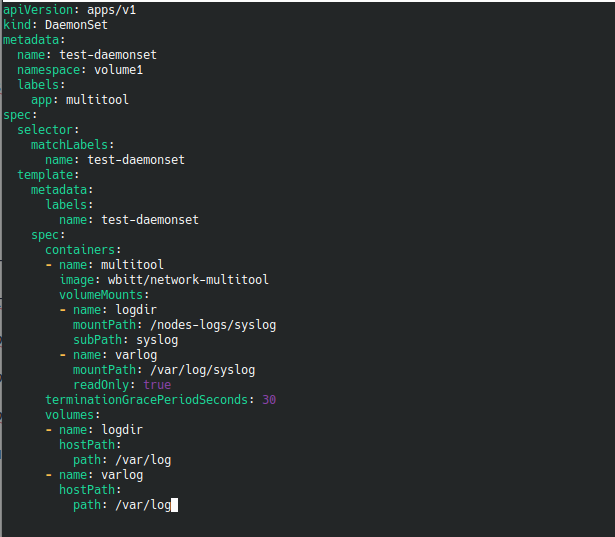 apiVersion: apps/v1
kind: DaemonSet
metadata:
  name: test-daemonset
  namespace: volume1
  labels:
    app: multitool
spec:
  selector:
    matchLabels:
      name: test-daemonset
  template:
    metadata:
      labels:
        name: test-daemonset
    spec:
      containers:
      - name: multitool
        image: wbitt/network-multitool
        volumeMounts:
        - name: logdir
          mountPath: /nodes-logs/syslog
          subPath: syslog
        - name: varlog
          mountPath: /var/log/syslog
          readOnly: true
      terminationGracePeriodSeconds: 30
      volumes:
      - name: logdir
        hostPath:
          path: /var/log
      - name: varlog
        hostPath:
          path: /var/log